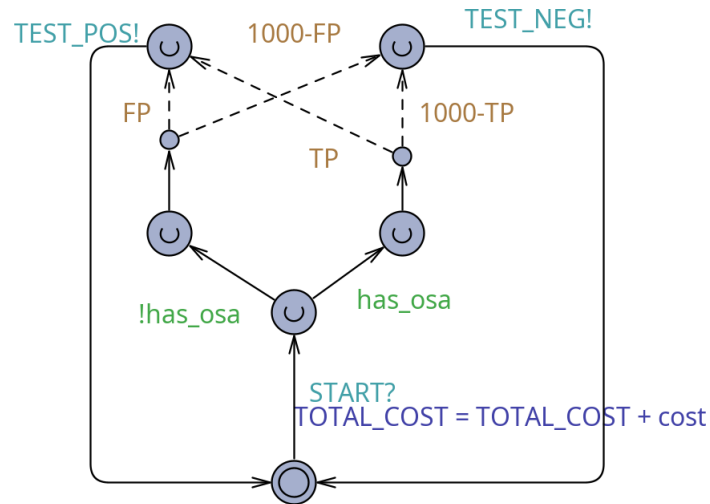 TEST_POS!
1000-FP
TEST_NEG!
FP
1000-TP
TP
!has_osa
has_osa
START?
TOTAL_COST = TOTAL_COST + cost